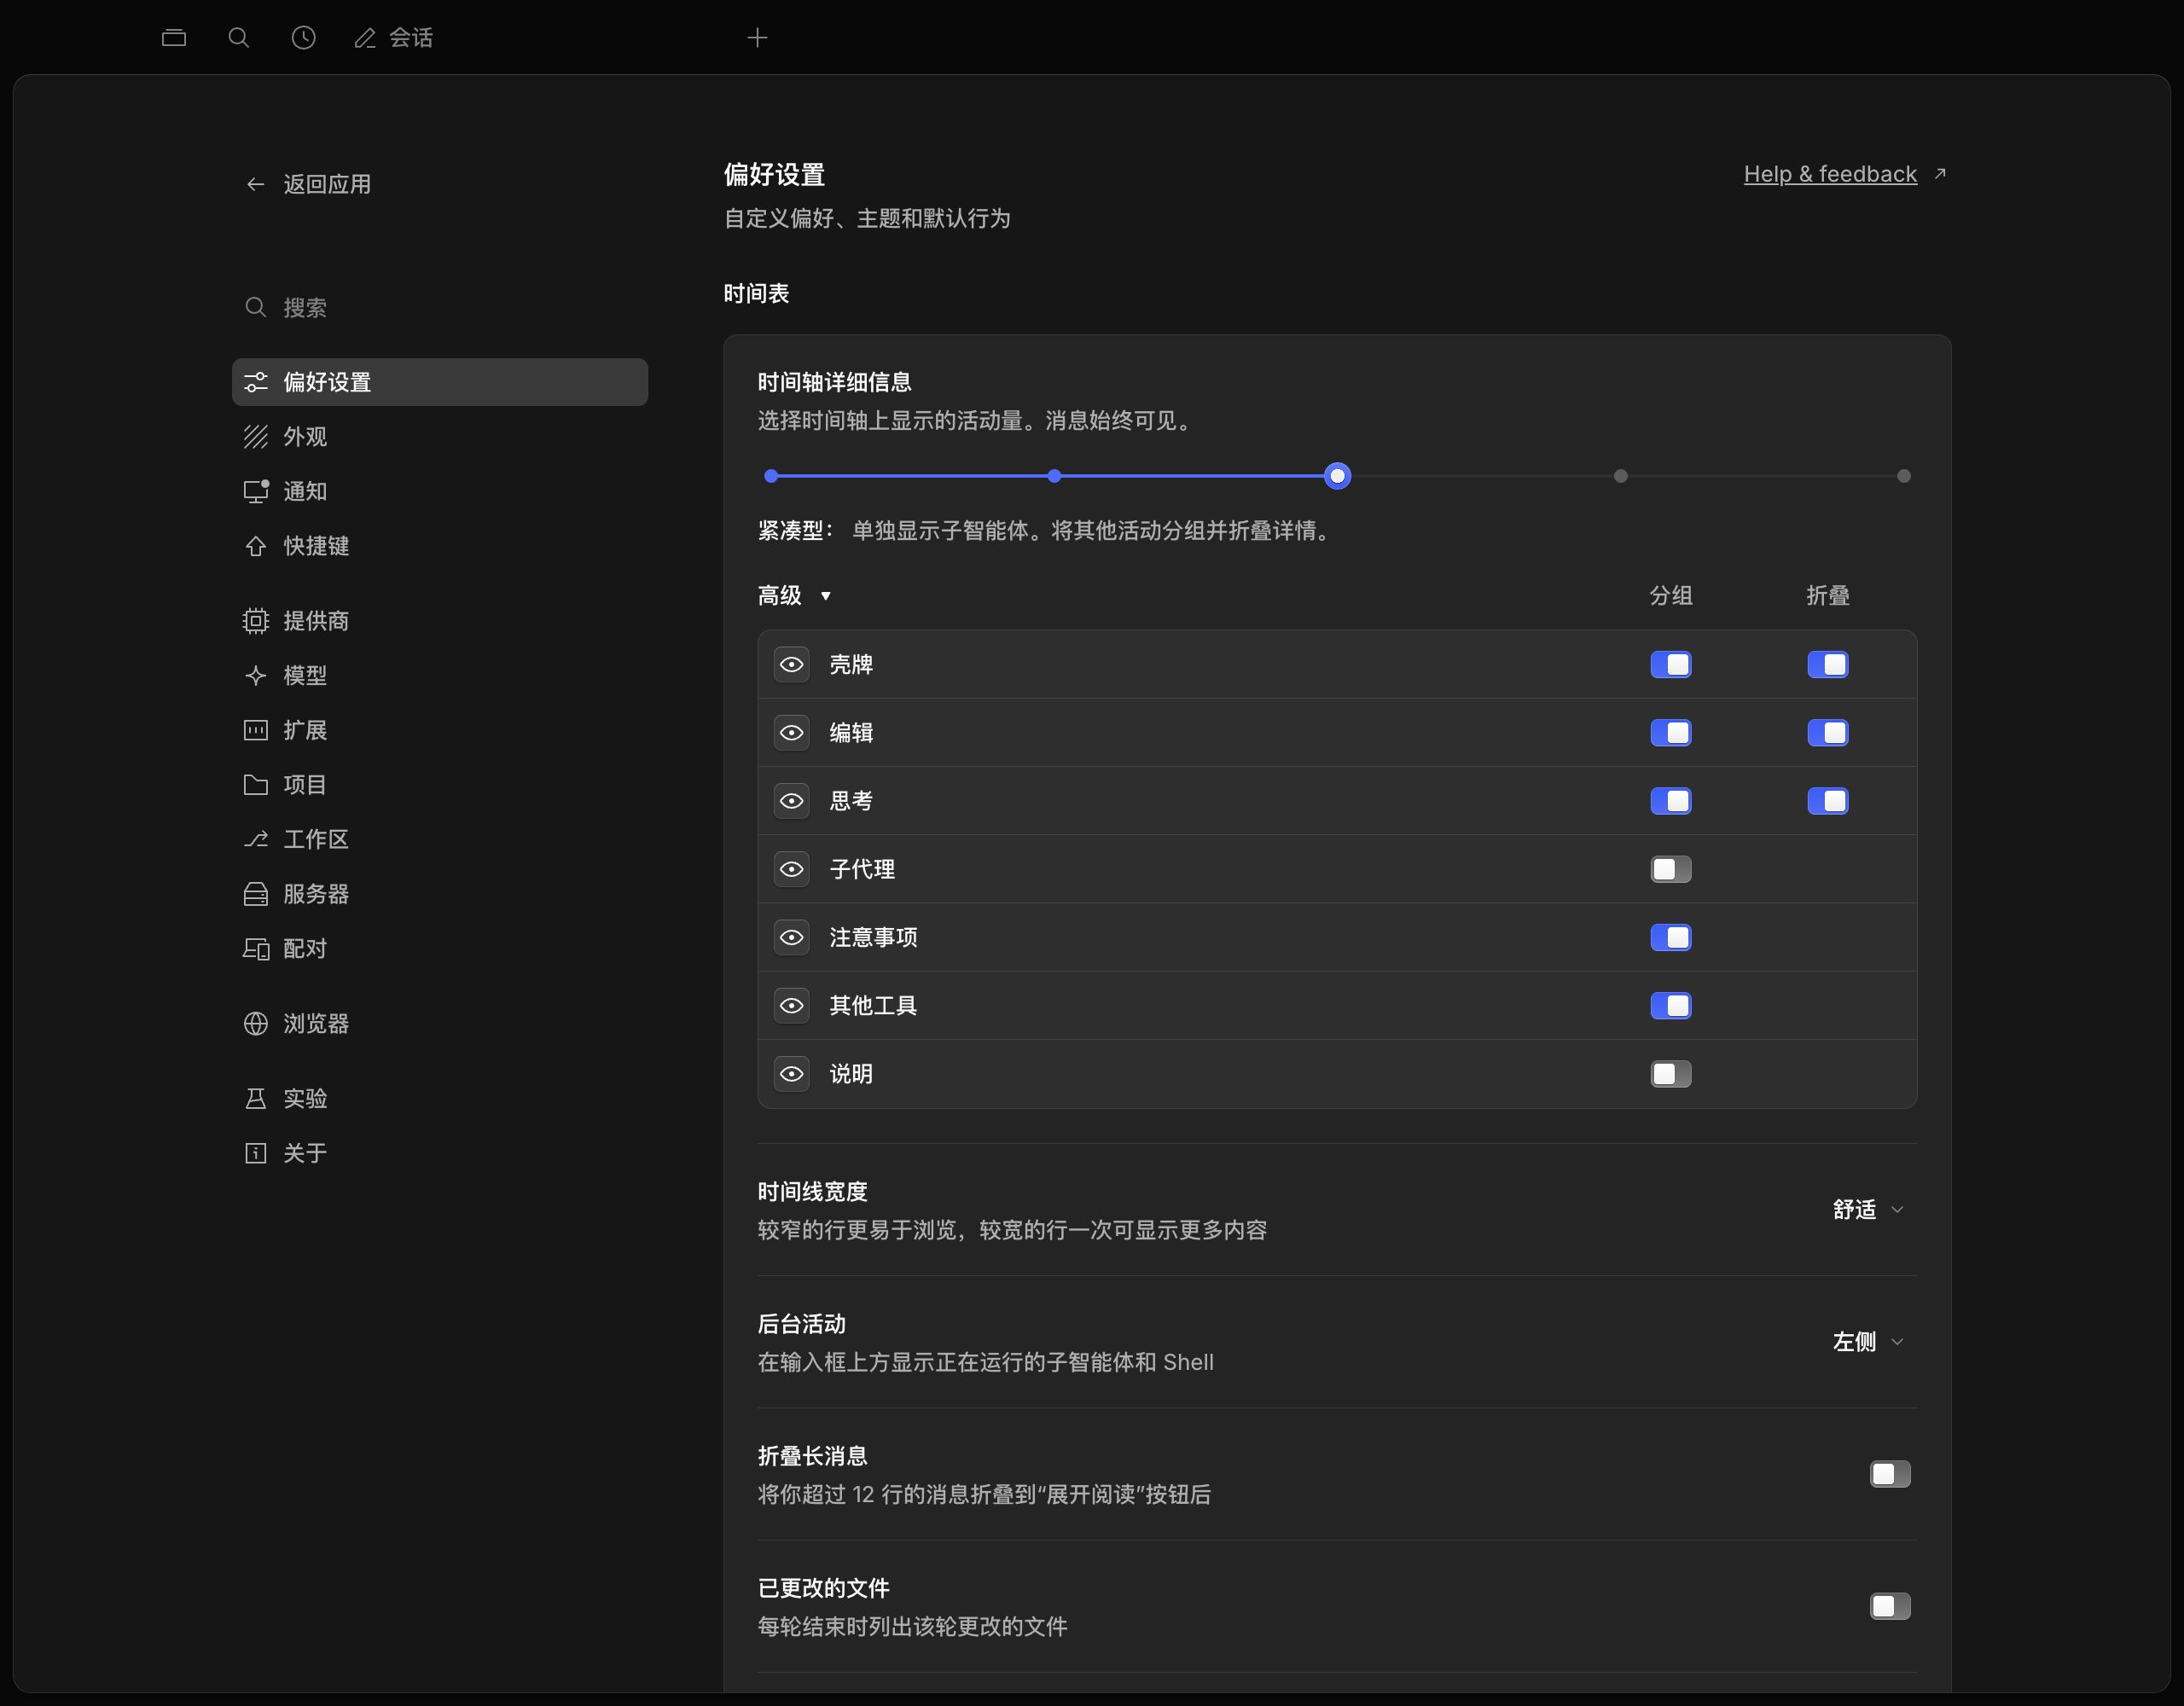 会话
返回应用
搜索
偏好设置
外观
通知
快捷键
提供商
模型
扩展
项目
工作区
服务器
配对
浏览器
实验
关于
偏好设置
Help & feedback
自定义偏好、主题和默认行为
时间表
时间轴详细信息
选择时间轴上显示的活动量。消息始终可见。
紧凑型： 单独显示子智能体。将其他活动分组并折叠详情。
高级 分组 折叠
壳牌
编辑
思考
子代理
注意事项
其他工具
说明
时间线宽度
较窄的行更易于浏览，较宽的行一次可显示更多内容
舒适
后台活动
在输入框上方显示正在运行的子智能体和 Shell
左侧
折叠长消息
将你超过 12 行的消息折叠到“展开阅读”按钮后
已更改的文件
每轮结束时列出该轮更改的文件